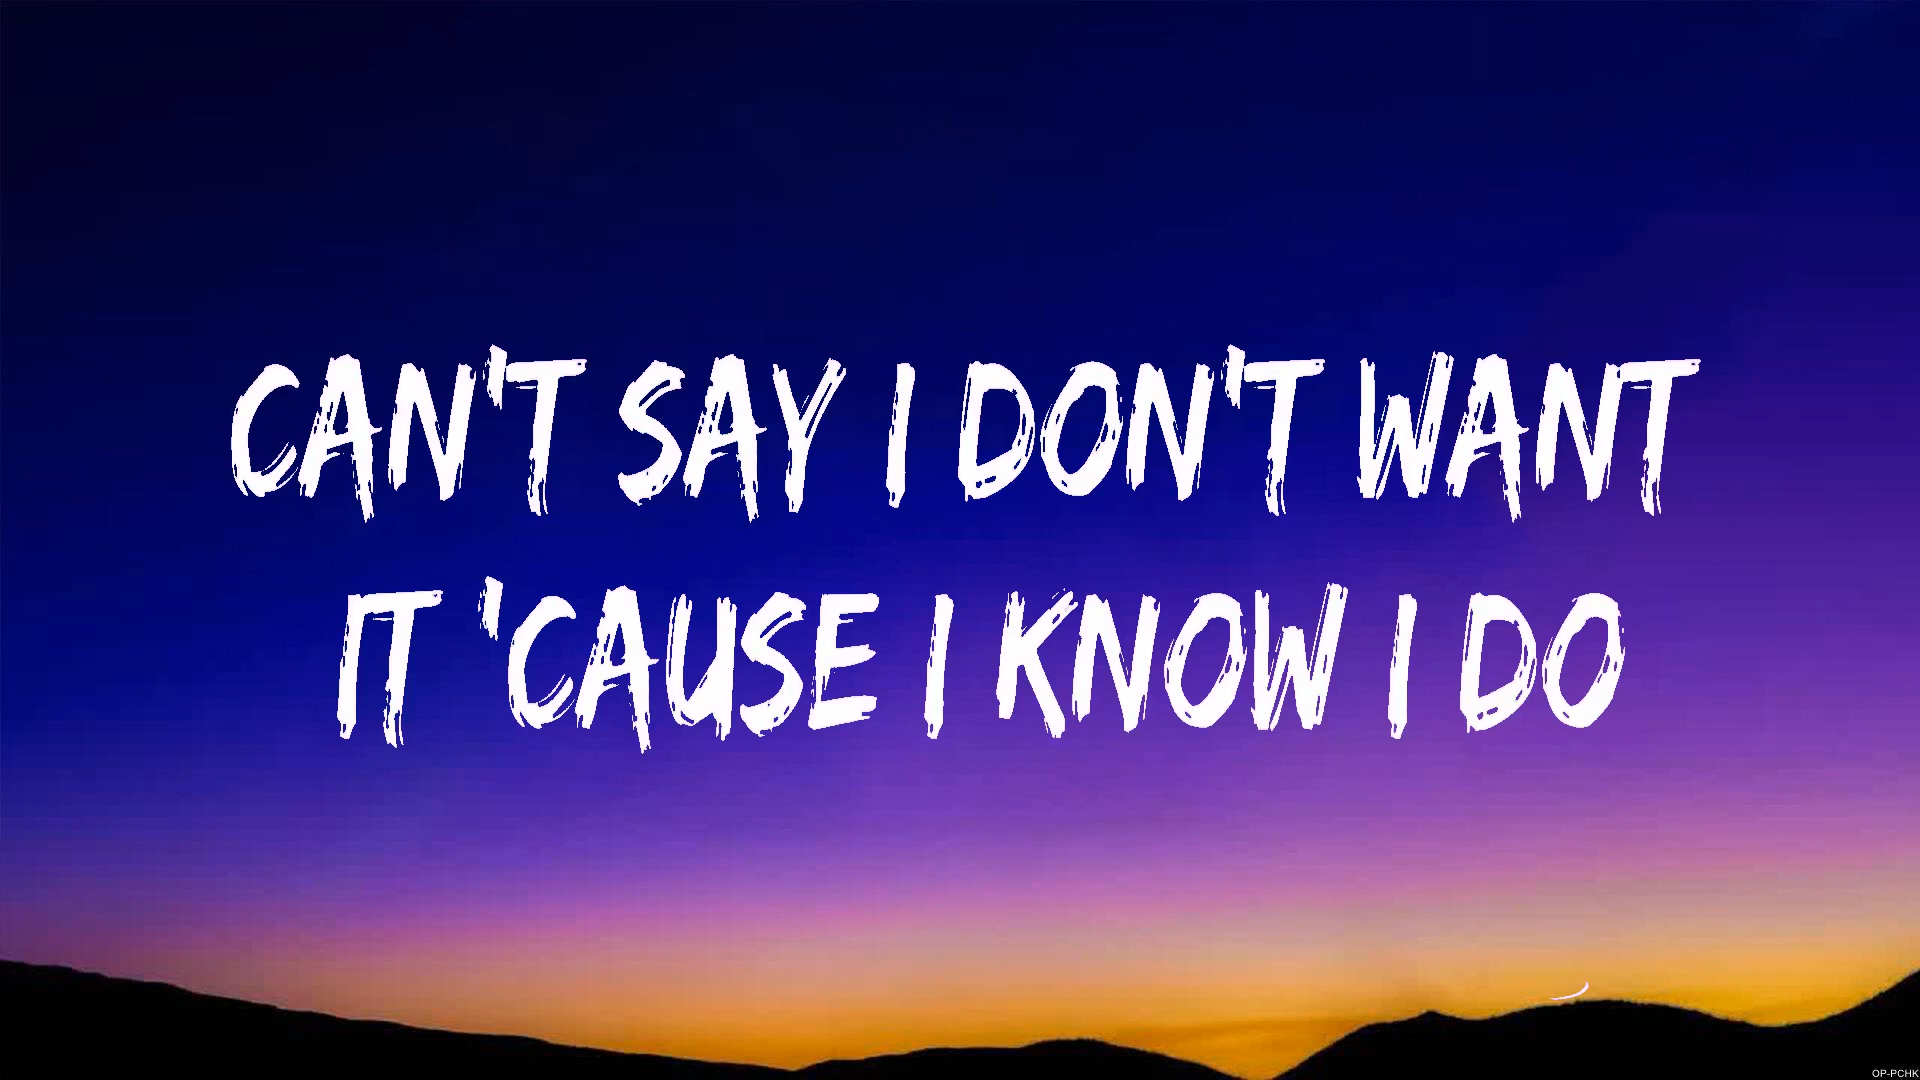 CAN'T SAY I DON'T WANT
IT 'CAUSE I KNOW I DO
OP-PCHK